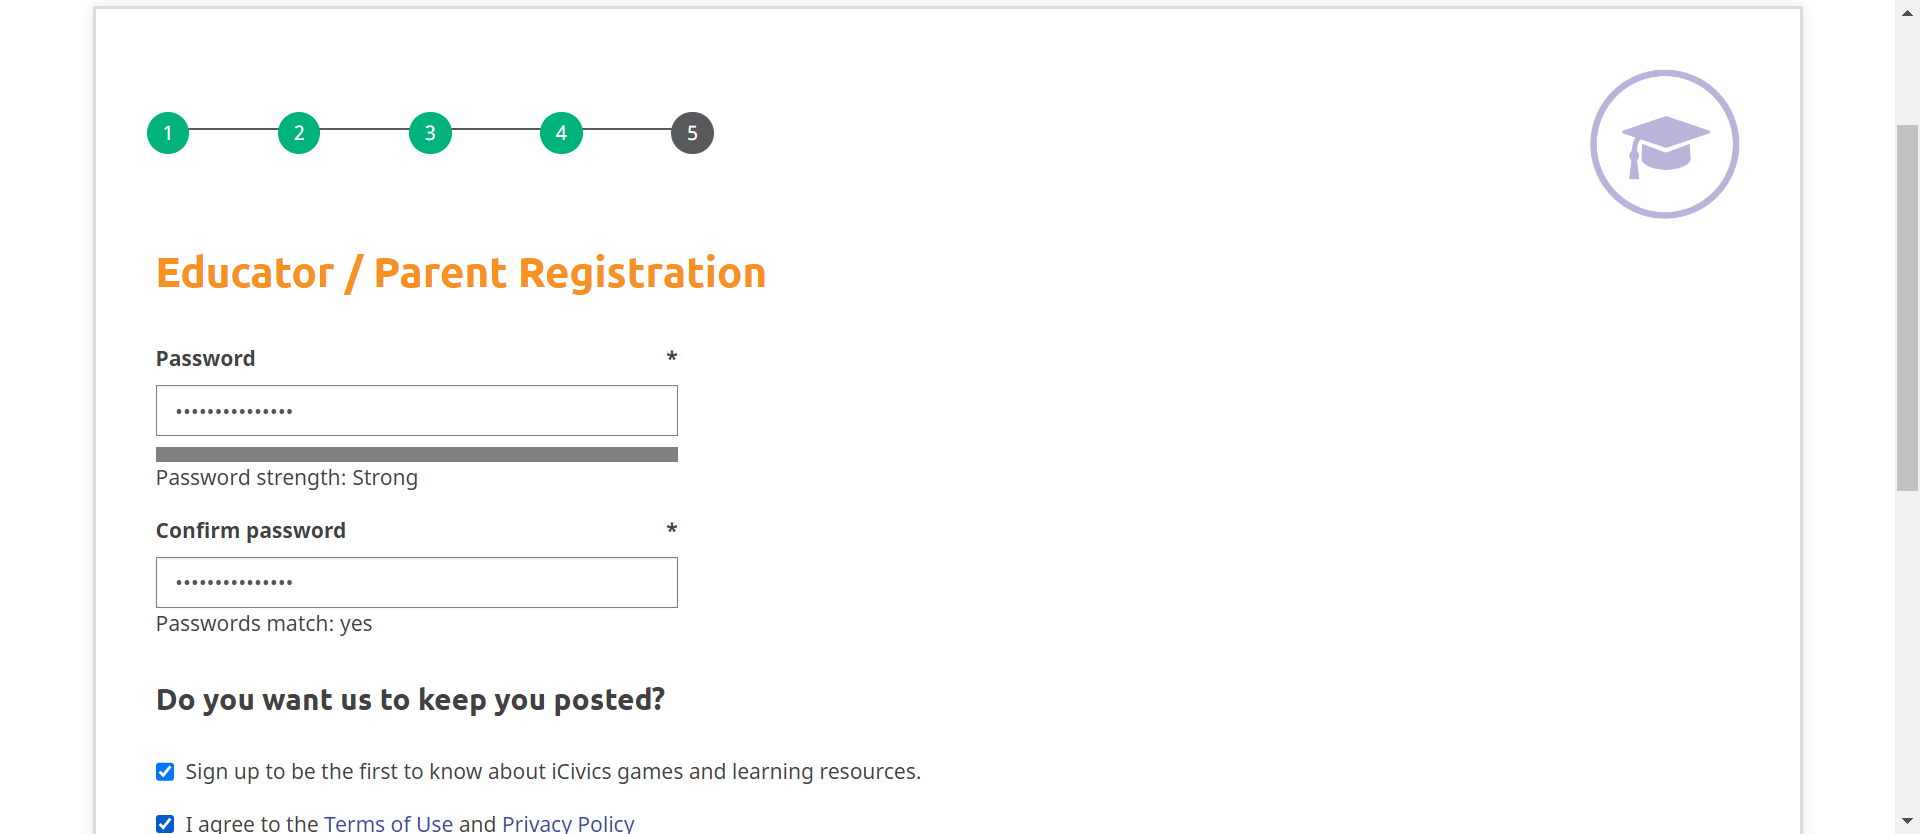 1 2 3 4 5
Educator / Parent Registration
Password *
•••••••••••••••
Password strength: Strong
Confirm password *
•••••••••••••••
Passwords match: yes
Do you want us to keep you posted?
Sign up to be the first to know about iCivics games and learning resources.
I agree to the Terms of Use and Privacy Policy